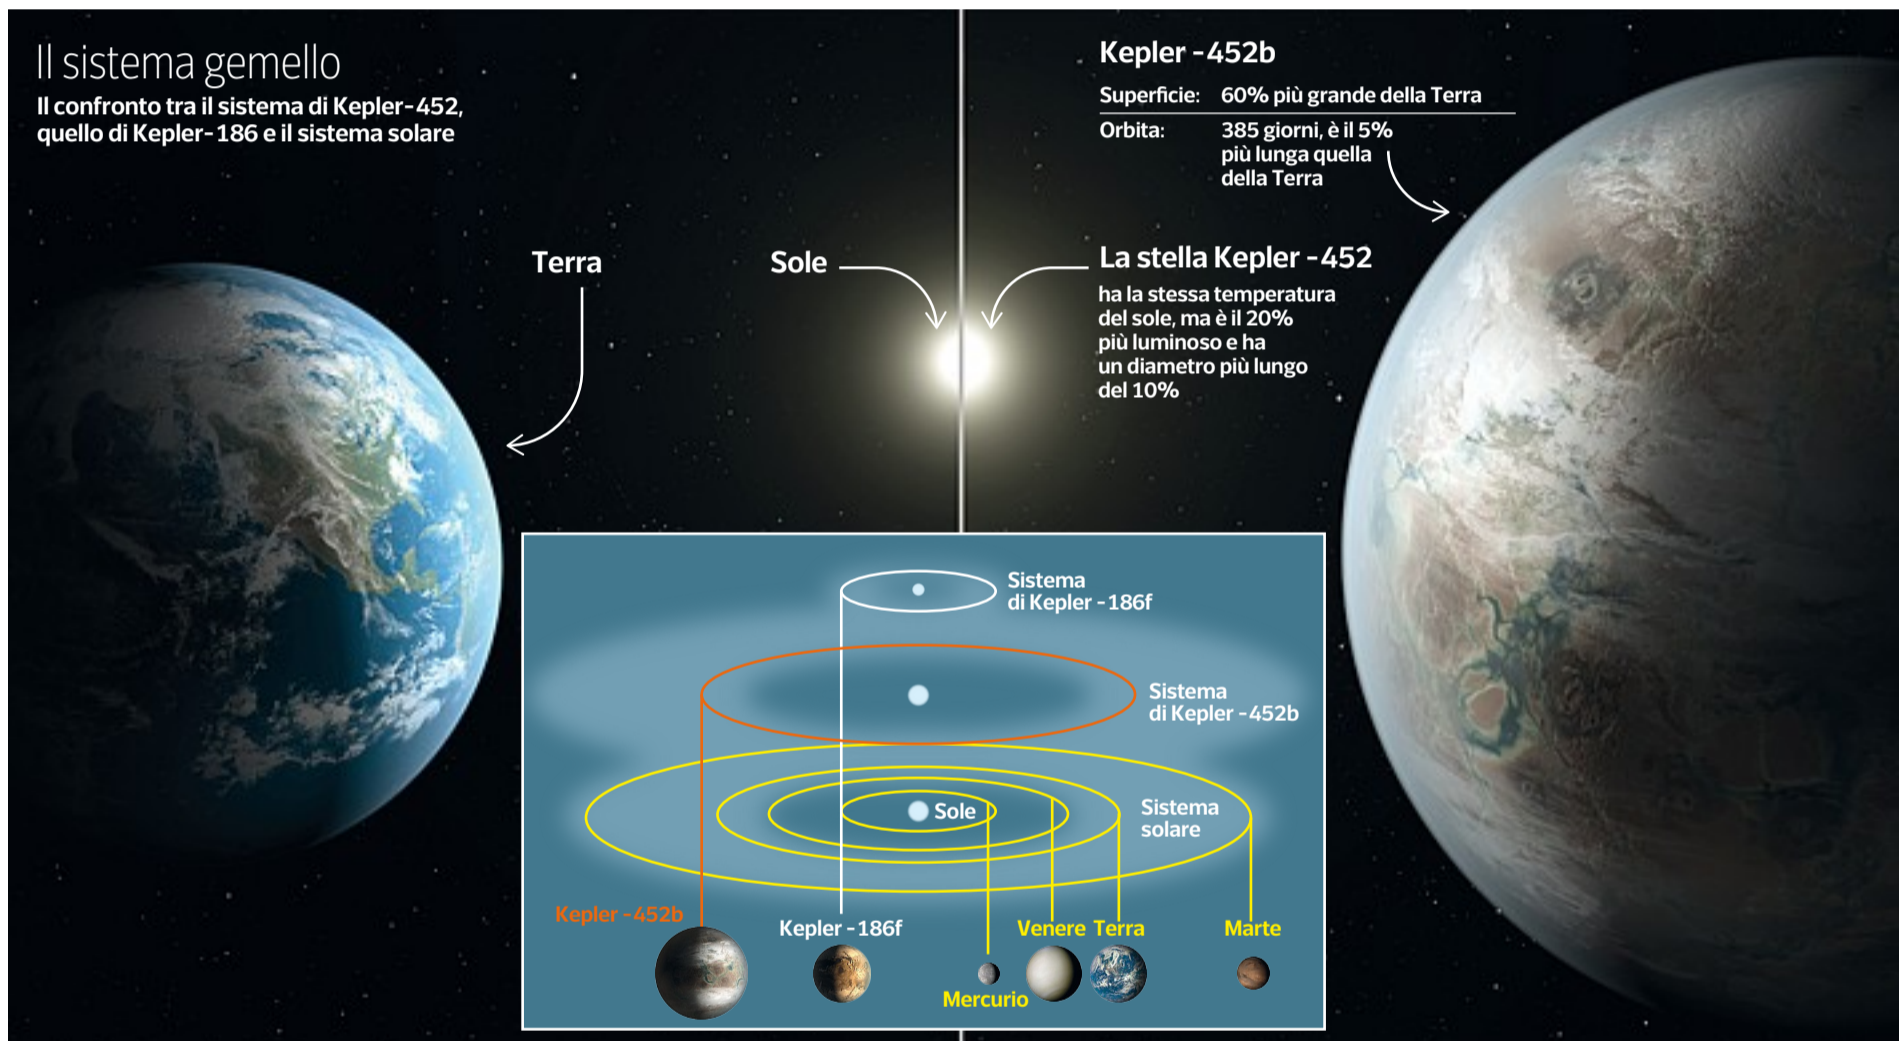 Il sistema gemello
Il confronto tra il sistema di Kepler-452,
quello di Kepler-186 e il sistema solare
Terra
Sole
Kepler -452b
Superficie: 60% più grande della Terra
Orbita: 385 giorni, è il 5%
più lunga quella
della Terra
La stella Kepler -452
ha la stessa temperatura
del sole, ma è il 20%
più luminoso e ha
un diametro più lungo
del 10%
Sistema
di Kepler -186f
Sistema
di Kepler -452b
Sole
Sistema
solare
Kepler -452b
Kepler -186f
Mercurio
Venere
Terra
Marte